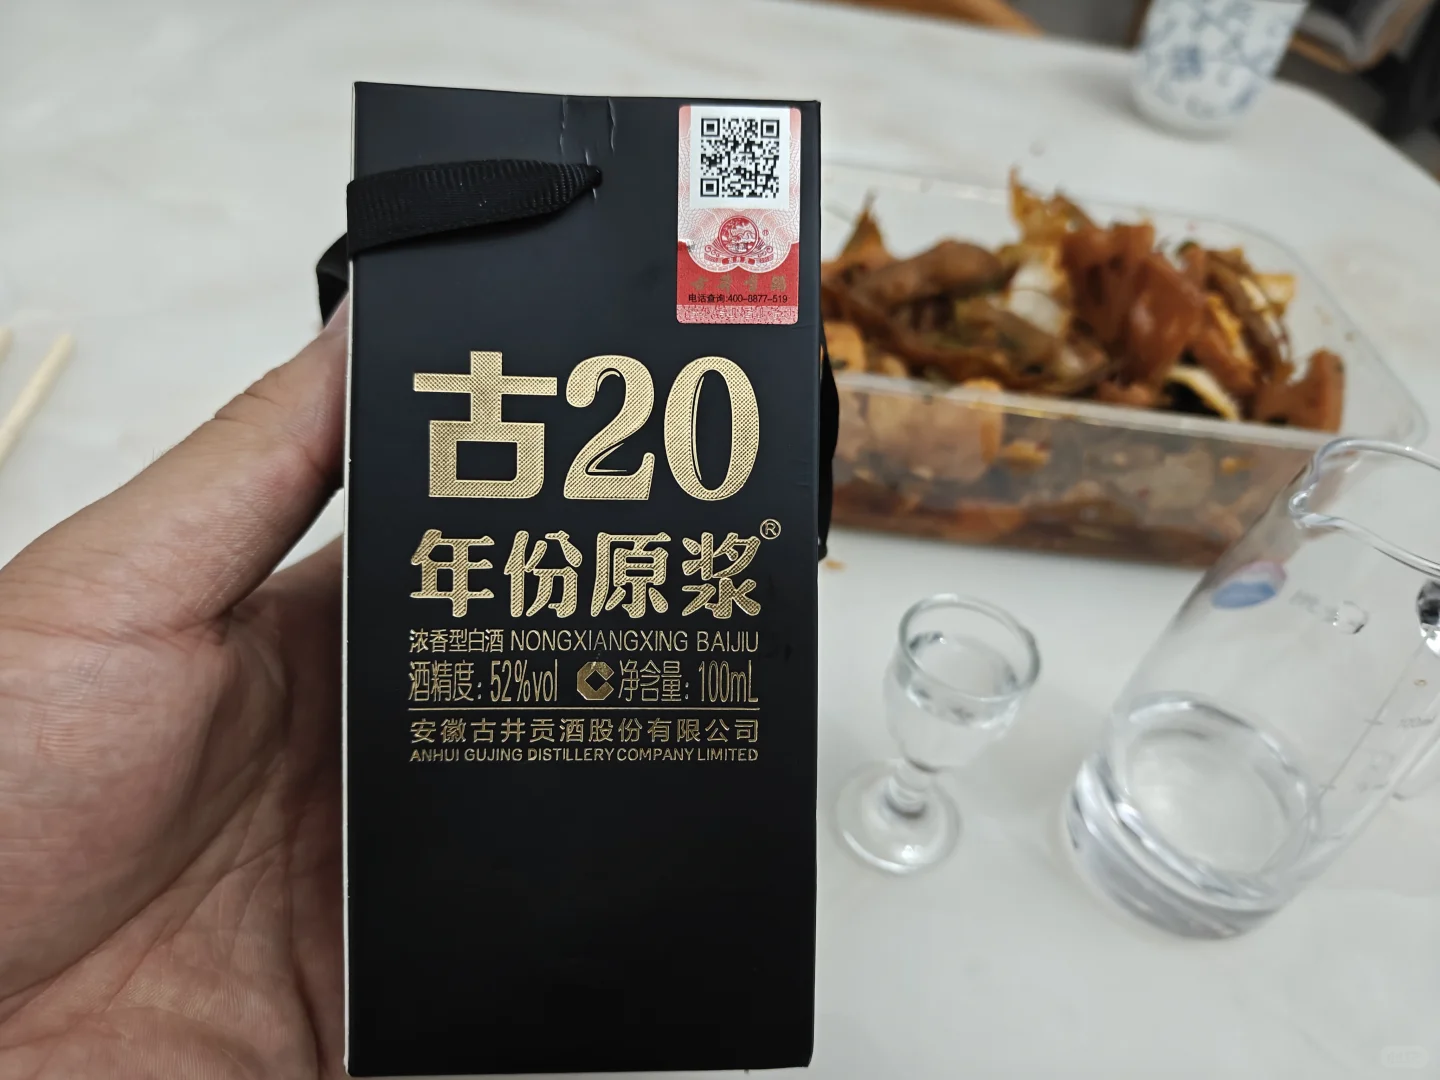 电话查询:400-8877-519
古20
年份原浆®
浓香型白酒 NONGXIANGXING BAIJIU
酒精度: 52%vol 净含量: 100mL
安徽古井贡酒股份有限公司
ANHUI GUJING DISTILLERY COMPANY LIMITED